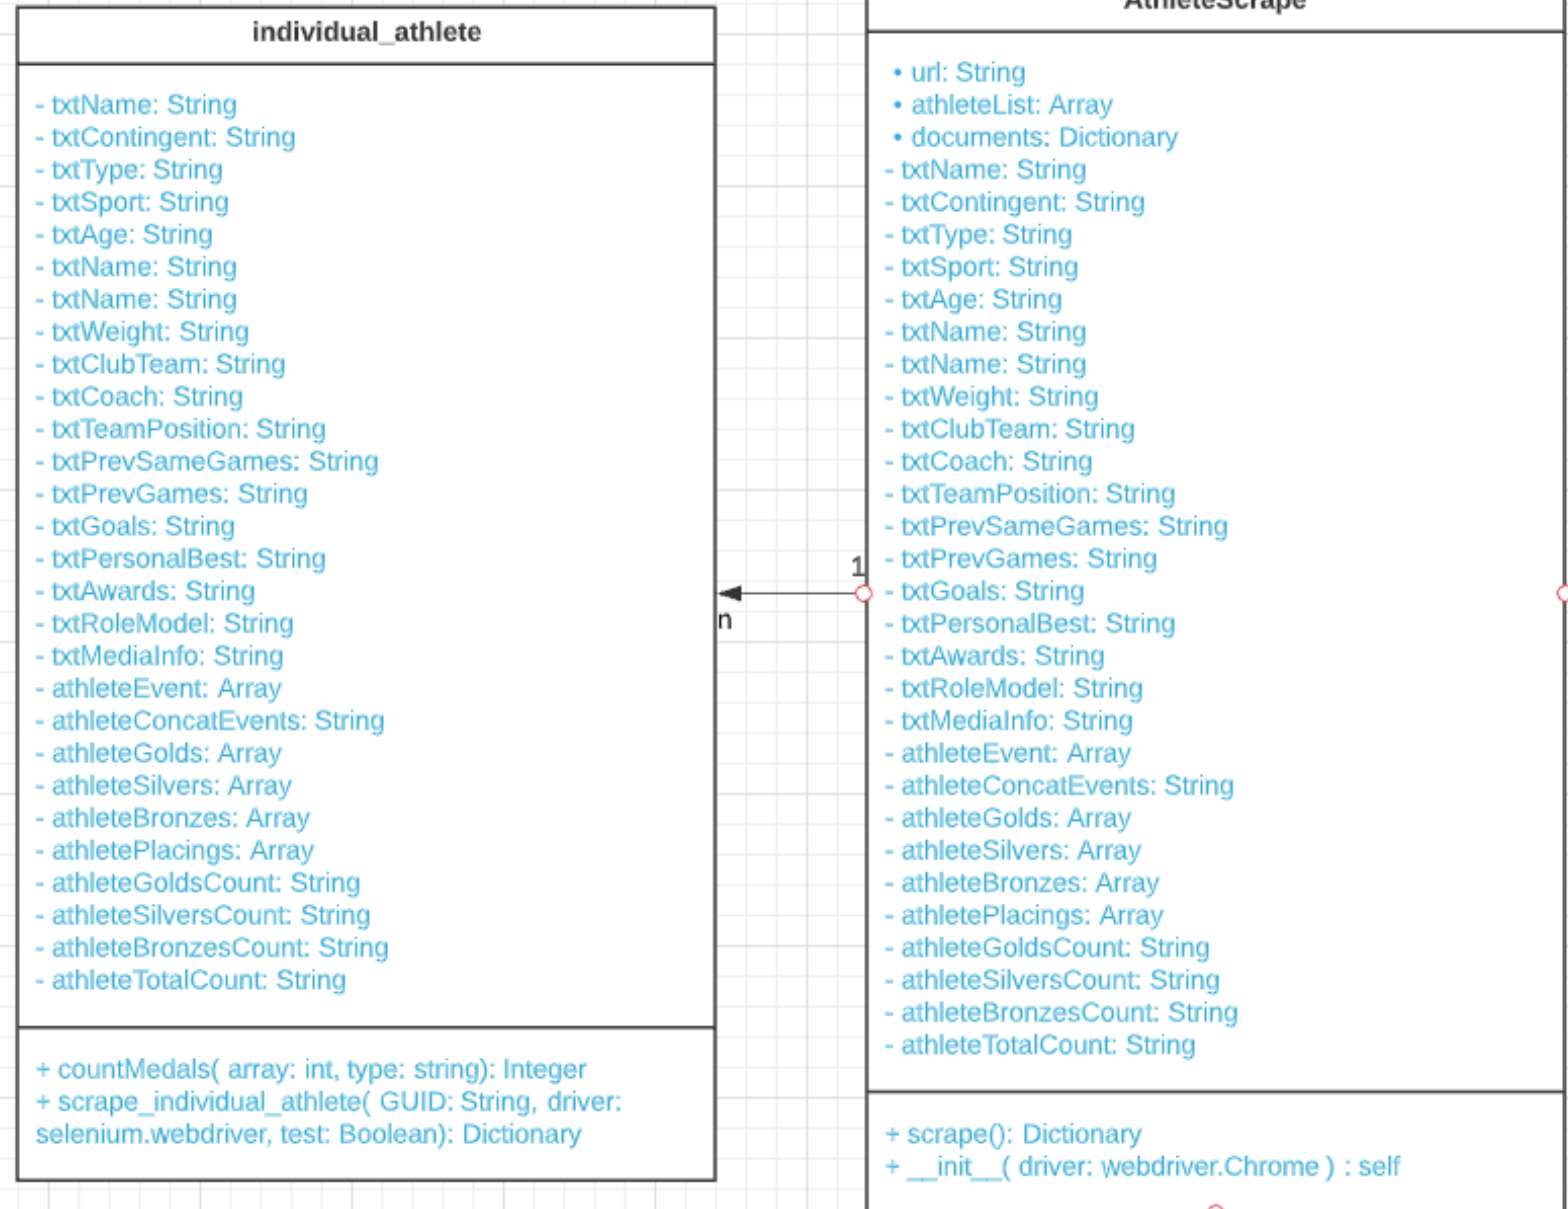 individual_athlete
- txtName: String
- txtContingent: String
- txtType: String
- txtSport: String
- txtAge: String
- txtName: String
- txtName: String
- txtWeight: String
- txtClubTeam: String
- txtCoach: String
- txtTeamPosition: String
- txtPrevSameGames: String
- txtPrevGames: String
- txtGoals: String
- txtPersonalBest: String
- txtAwards: String
- txtRoleModel: String
- txtMediaInfo: String
- athleteEvent: Array
- athleteConcatEvents: String
- athleteGolds: Array
- athleteSilvers: Array
- athleteBronzes: Array
- athletePlacings: Array
- athleteGoldsCount: String
- athleteSilversCount: String
- athleteBronzesCount: String
- athleteTotalCount: String
+ countMedals( array: int, type: string): Integer
+ scrape_individual_athlete( GUID: String, driver:
selenium.webdriver, test: Boolean): Dictionary
1
n
AthleteScrape
• url: String
• athleteList: Array
• documents: Dictionary
- txtName: String
- txtContingent: String
- txtType: String
- txtSport: String
- txtAge: String
- txtName: String
- txtName: String
- txtWeight: String
- txtClubTeam: String
- txtCoach: String
- txtTeamPosition: String
- txtPrevSameGames: String
- txtPrevGames: String
- txtGoals: String
- txtPersonalBest: String
- txtAwards: String
- txtRoleModel: String
- txtMediaInfo: String
- athleteEvent: Array
- athleteConcatEvents: String
- athleteGolds: Array
- athleteSilvers: Array
- athleteBronzes: Array
- athletePlacings: Array
- athleteGoldsCount: String
- athleteSilversCount: String
- athleteBronzesCount: String
- athleteTotalCount: String
+ scrape(): Dictionary
+ __init__( driver: webdriver.Chrome ) : self